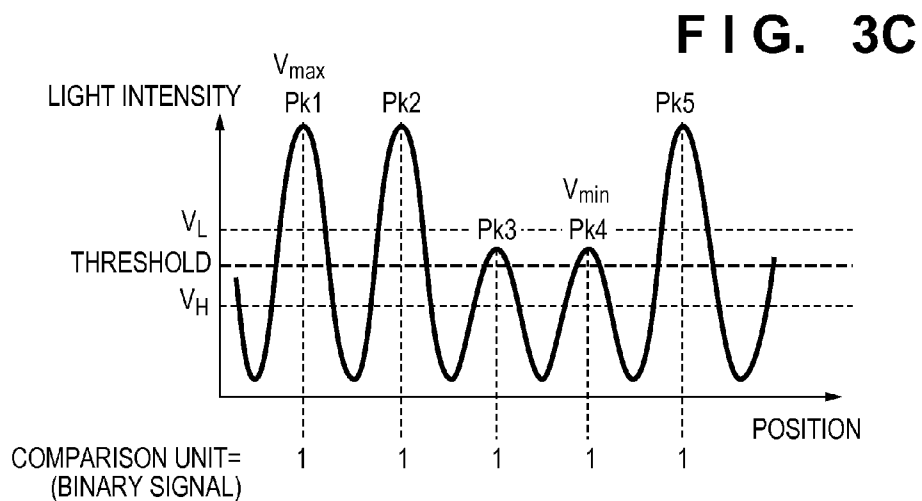 FIG. 3C
Vmax
LIGHT INTENSITY Pk1 Pk2 Pk5
Vmin
VL
Pk3 Pk4
THRESHOLD
VH
POSITION
COMPARISON UNIT= 1 1 1 1 1
(BINARY SIGNAL)